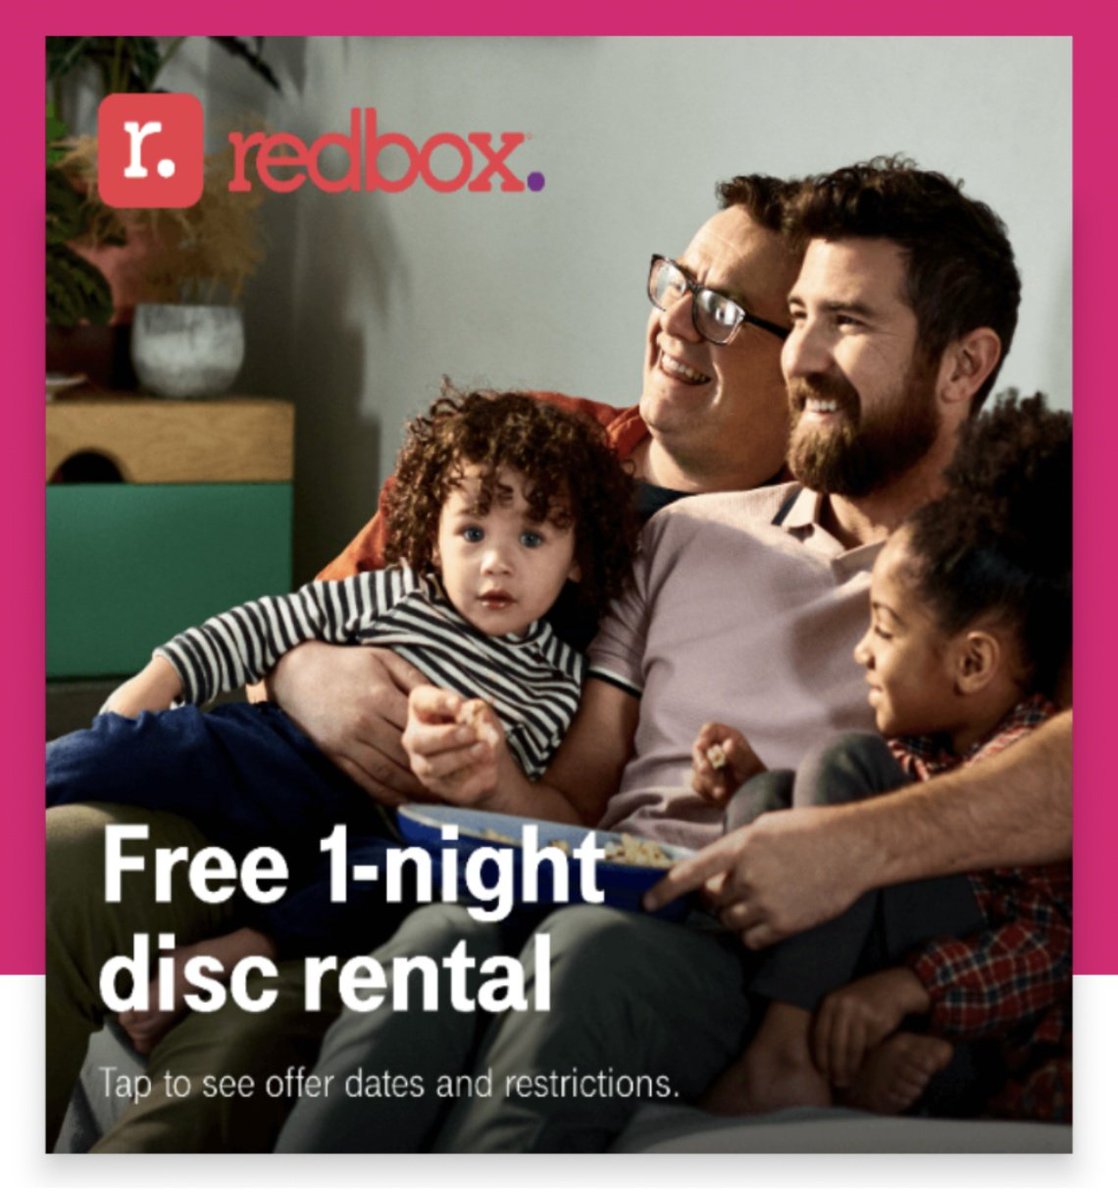 r. redbox.
Free 1-night
disc rental
Tap to see offer dates and restrictions.